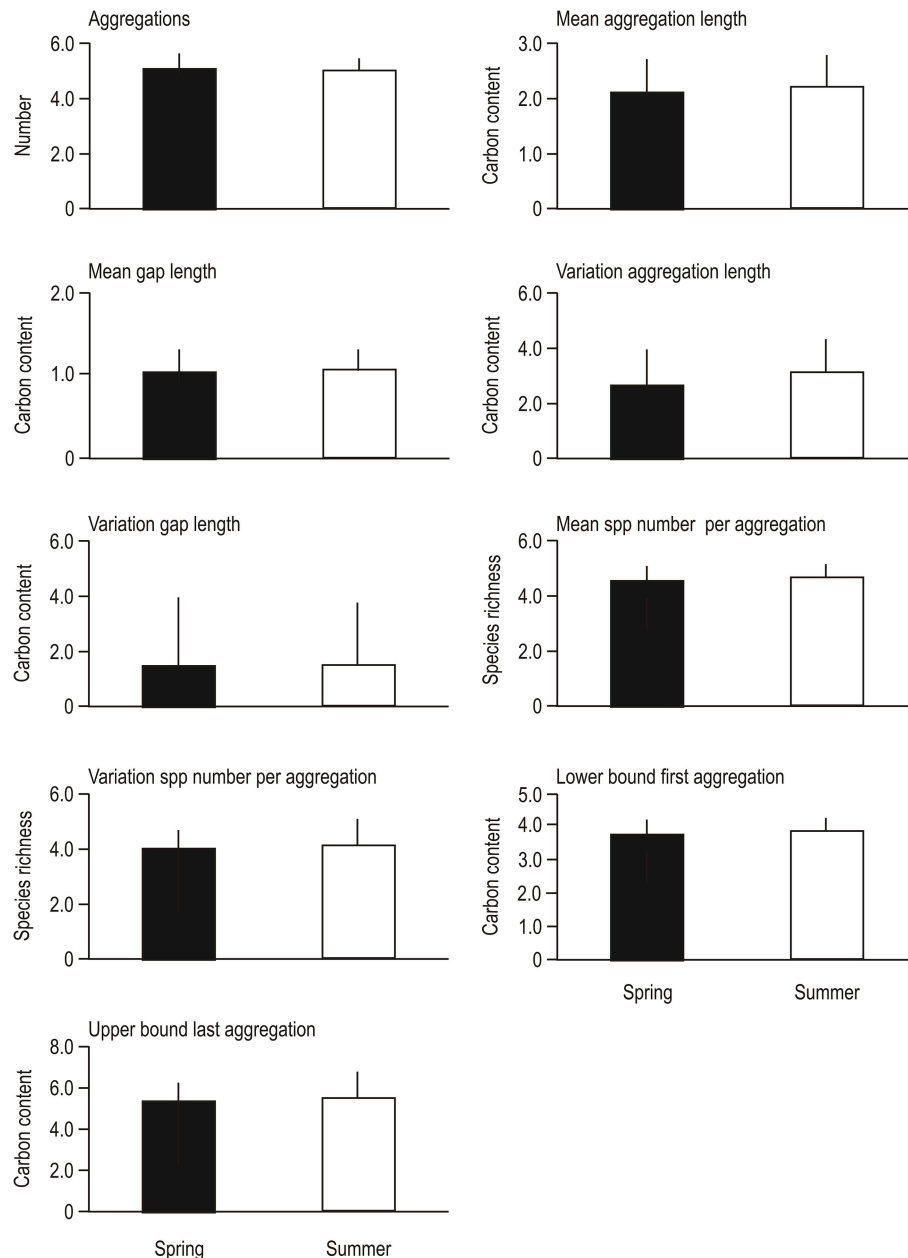 Aggregations
6.0
4.0
2.0
0
Number
Mean aggregation length
3.0
2.0
1.0
0
Carbon content
Mean gap length
2.0
1.0
0
Carbon content
Variation aggregation length
6.0
4.0
2.0
0
Carbon content
Variation gap length
6.0
4.0
2.0
0
Carbon content
Mean spp number per aggregation
6.0
4.0
2.0
0
Species richness
Variation spp number per aggregation
6.0
4.0
2.0
0
Species richness
Lower bound first aggregation
5.0
4.0
3.0
2.0
1.0
0
Carbon content
Spring Summer
Upper bound last aggregation
8.0
6.0
4.0
2.0
0
Carbon content
Spring Summer